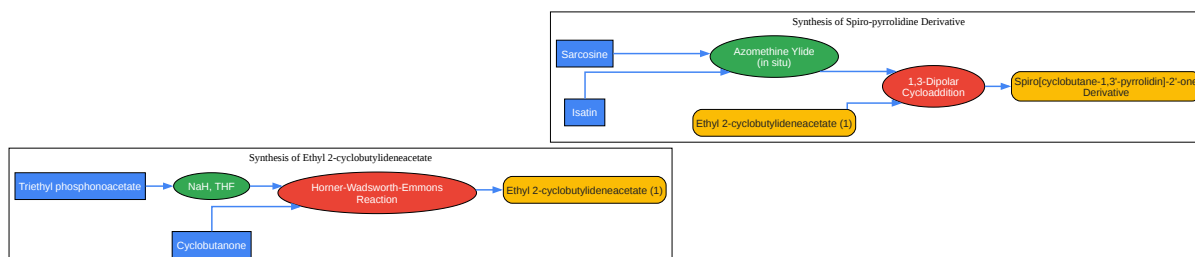 Synthesis of Spiro-pyrrolidine Derivative
Sarcosine
Azomethine Ylide
(in situ)
1,3-Dipolar
Cycloaddition
Spiro[cyclobutane-1,3'-pyrrolidin]-2'-one
Derivative
Isatin
Ethyl 2-cyclobutylideneacetate (1)
Synthesis of Ethyl 2-cyclobutylideneacetate
Triethyl phosphonoacetate
NaH, THF
Horner-Wadsworth-Emmons
Reaction
Ethyl 2-cyclobutylideneacetate (1)
Cyclobutanone